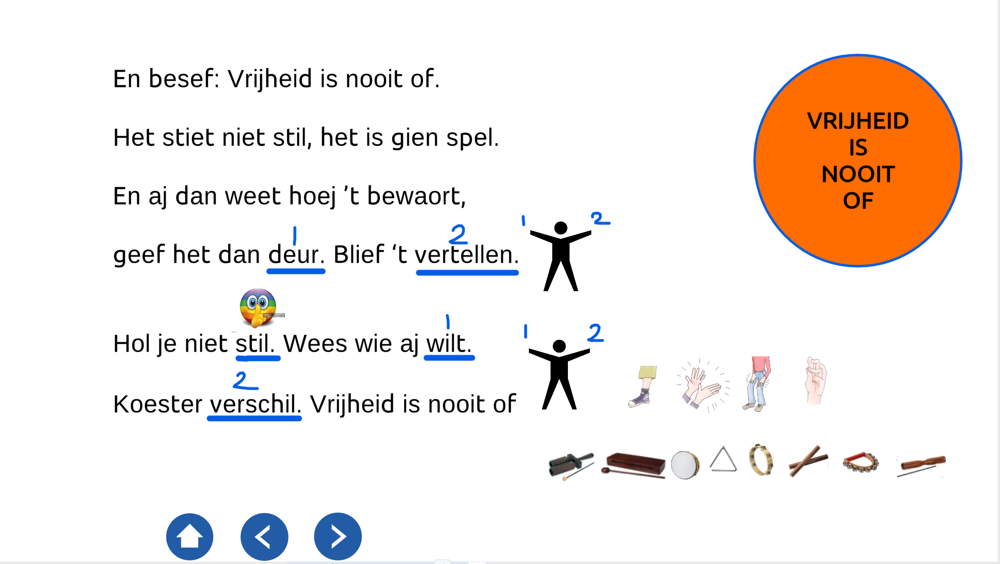 En besef: Vrijheid is nooit of.
Het stiet niet stil, het is gien spel.
En aj dan weet hoej ’t bewaort,
1 2
1 2
geef het dan deur. Blief ‘t vertellen.
1
1 2
Hol je niet stil. Wees wie aj wilt.
2
Koester verschil. Vrijheid is nooit of
VRIJHEID
IS
NOOIT
OF